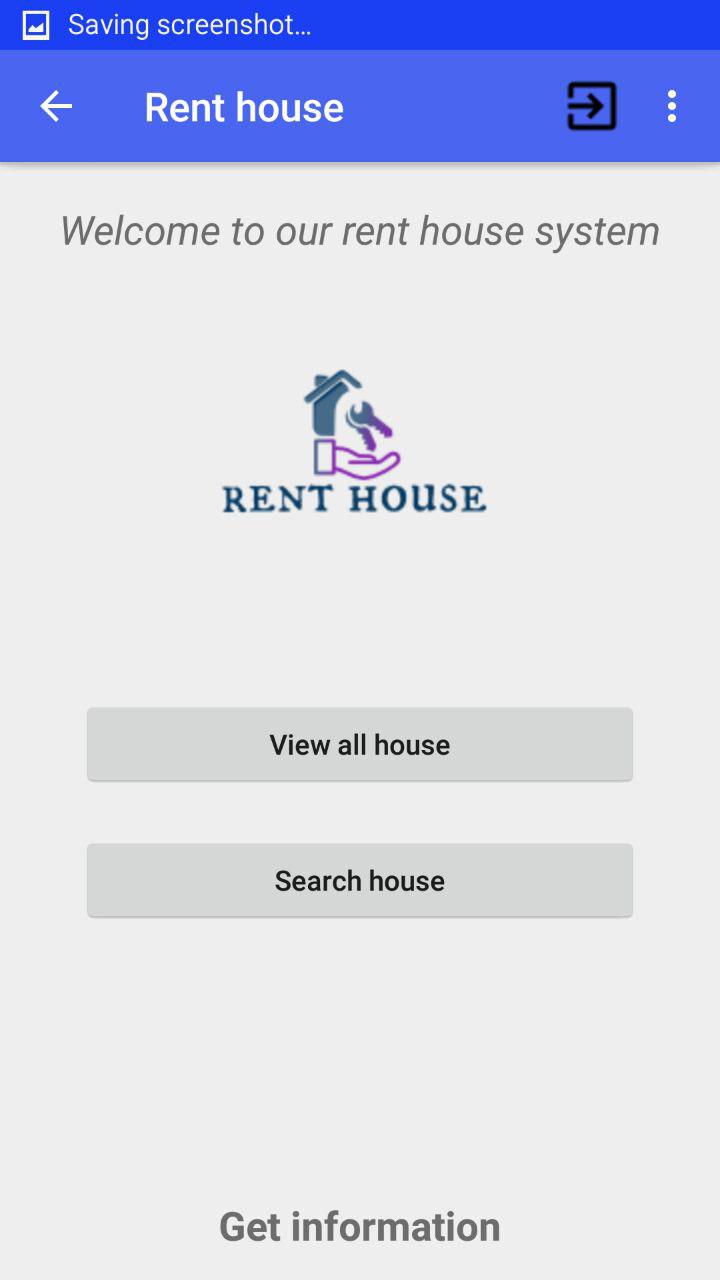 Saving screenshot...
Rent house
Welcome to our rent house system
RENT HOUSE
View all house
Search house
Get information